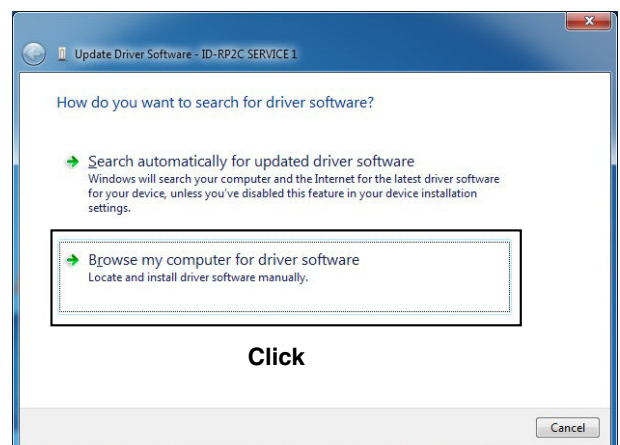 Update Driver Software - ID-RP2C SERVICE 1
How do you want to search for driver software?
Search automatically for updated driver software
Windows will search your computer and the Internet for the latest driver software
for your device, unless you've disabled this feature in your device installation
settings.
Browse my computer for driver software
Locate and install driver software manually.
Click
Cancel